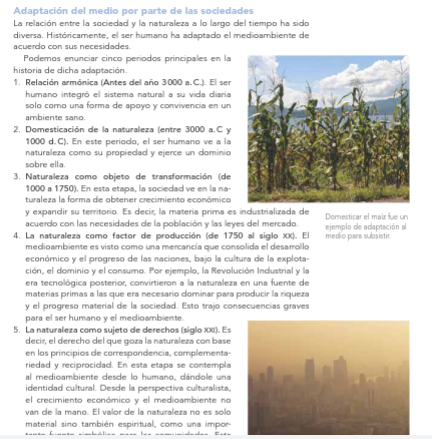 Adaptación del medio por parte de las sociedades
La relación entre la sociedad y la naturaleza a lo largo del tiempo ha sido
diversa. Históricamente, el ser humano ha adaptado el medioambiente de
acuerdo con sus necesidades.
Podemos enunciar cinco periodos principales en la
historia de dicha adaptación.
1. Relación armónica (Antes del año 3000 a. C.). El ser
humano integró el sistema natural a su vida diaria
solo como una forma de apoyo y convivencia en un
ambiente sano.
2. Domesticación de la naturaleza (entre 3000 a. C y
1000 d. C). En este periodo, el ser humano ve a la
naturaleza como su propiedad y ejerce un dominio
sobre ella.
3. Naturaleza como objeto de transformación (de
1000 a 1750). En esta etapa, la sociedad ve en la na-
turaleza la forma de obtener crecimiento económico
y expandir su territorio. Es decir, la materia prima es industrializada de
acuerdo con las necesidades de la población y las leyes del mercado.
Domesticar el maíz fue un
ejemplo de adaptación al
medio para subsistir.
4. La naturaleza como factor de producción (de 1750 al siglo XX). El
medioambiente es visto como una mercancía que consolida el desarrollo
económico y el progreso de las naciones, bajo la cultura de la explota-
ción, el dominio y el consumo. Por ejemplo, la Revolución Industrial y la
era tecnológica posterior, convirtieron a la naturaleza en una fuente de
materias primas a las que era necesario dominar para producir la riqueza
y el progreso material de la sociedad. Esto trajo consecuencias graves
para el ser humano y el medioambiente.
5. La naturaleza como sujeto de derechos (siglo XXI). Es
decir, el derecho del que goza la naturaleza con base
en los principios de correspondencia, complementa-
riedad y reciprocidad. En esta etapa se contempla
al medioambiente desde lo humano, dándole una
identidad cultural. Desde la perspectiva culturalista,
el crecimiento económico y el medioambiente no
van de la mano. El valor de la naturaleza no es solo
material sino también espiritual, como una impor-